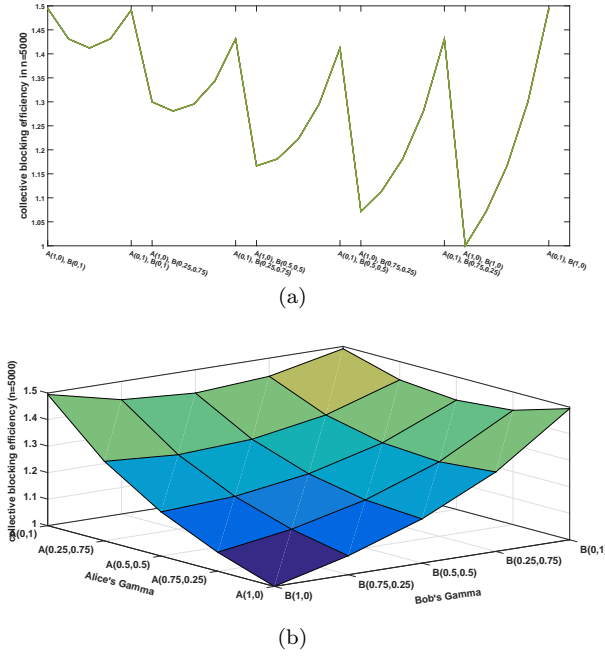 collective blocking efficiency in n=5000
1.5
1.45
1.4
1.35
1.3
1.25
1.2
1.15
1.1
1.05
1
A(1,0), B(0,1)
A(0,1), B(0,1)
A(1,0), B(0.25,0.75)
A(0,1), B(0.25,0.75)
A(1,0), B(0.5,0.5)
A(0,1), B(0.5,0.5)
A(1,0), B(0.75,0.25)
A(0,1), B(0.75,0.25)
A(1,0), B(1,0)
A(0,1), B(1,0)
(a)
collective blocking efficiency (n=5000)
1.5
1.4
1.3
1.2
1.1
1
A(0,1)
A(0.25,0.75)
A(0.5,0.5)
A(0.75,0.25)
A(1,0)
Alice's Gamma
B(1,0)
B(0.75,0.25)
B(0.5,0.5)
B(0.25,0.75)
B(0,1)
Bob's Gamma
(b)